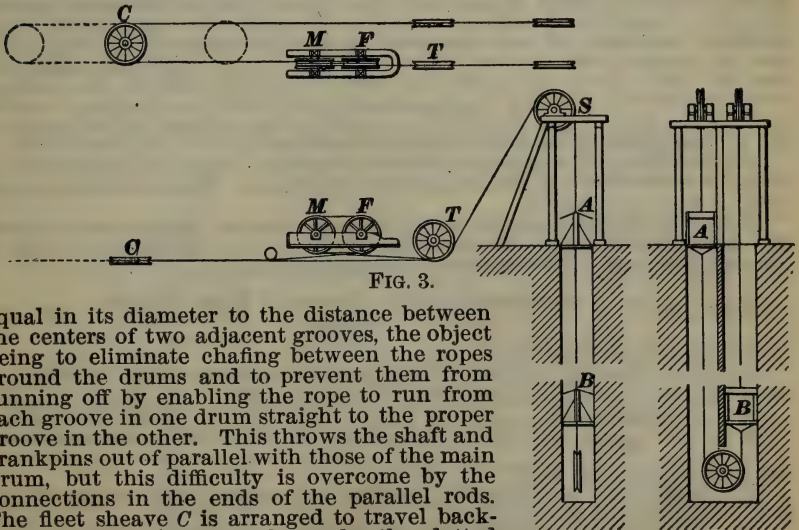 C
M F T
S
A
A
M F T
C
FIG. 3.
qual in its diameter to the distance between
ne centers of two adjacent grooves, the object
eing to eliminate chafing between the ropes
round the drums and to prevent them from
unning off by enabling the rope to run from
ach groove in one drum straight to the proper
roove in the other. This throws the shaft and
rankpins out of parallel with those of the main
rum, but this difficulty is overcome by the
onnections in the ends of the parallel rods.
he fleet sheave C is arranged to travel back-
B
B